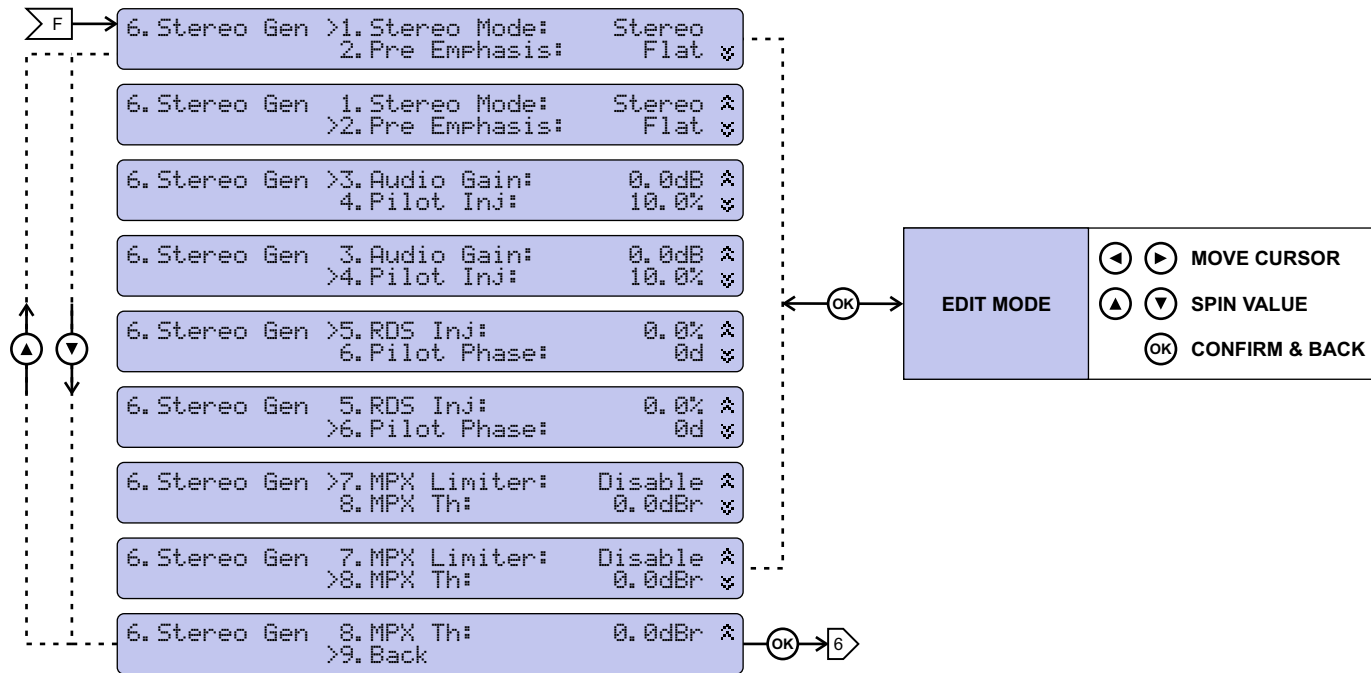 F
6.Stereo Gen >1.Stereo Mode: Stereo
2.Pre Emphasis: Flat
6.Stereo Gen 1.Stereo Mode: Stereo
>2.Pre Emphasis: Flat
6.Stereo Gen >3.Audio Gain: 0.0dB
4.Pilot Inj: 10.0%
6.Stereo Gen 3.Audio Gain: 0.0dB
>4.Pilot Inj: 10.0%
6.Stereo Gen >5.RDS Inj: 0.0%
6.Pilot Phase: 0d
6.Stereo Gen 5.RDS Inj: 0.0%
>6.Pilot Phase: 0d
6.Stereo Gen >7.MPX Limiter: Disable
8.MPX Th: 0.0dBr
6.Stereo Gen 7.MPX Limiter: Disable
>8.MPX Th: 0.0dBr
6.Stereo Gen 8.MPX Th: 0.0dBr
>9.Back
OK
6
OK
EDIT MODE
MOVE CURSOR
SPIN VALUE
OK CONFIRM & BACK